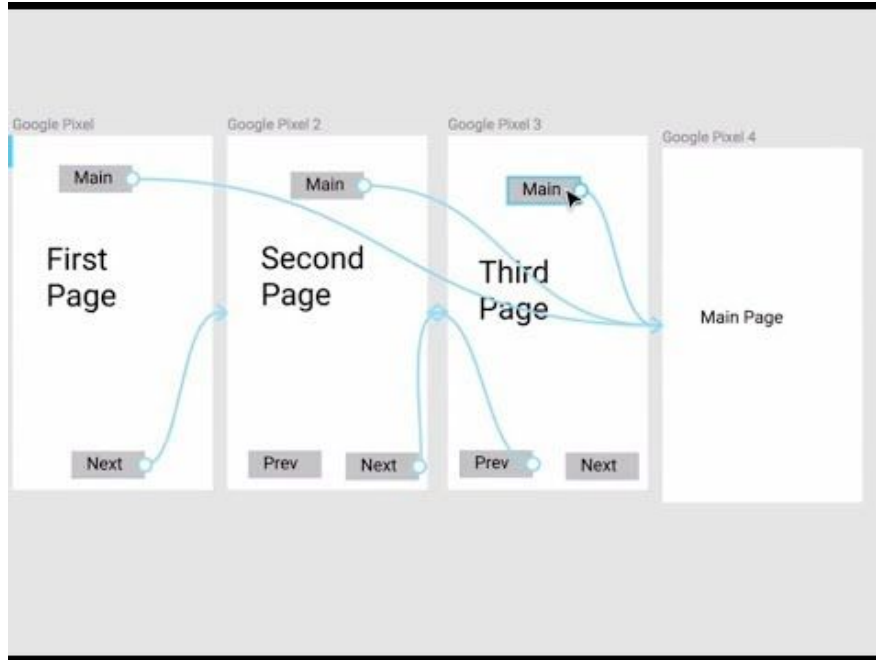 Google Pixel
Main
First
Page
Next
Google Pixel 2
Main
Second
Page
Prev
Next
Google Pixel 3
Main
Third
Page
Prev
Next
Google Pixel 4
Main Page